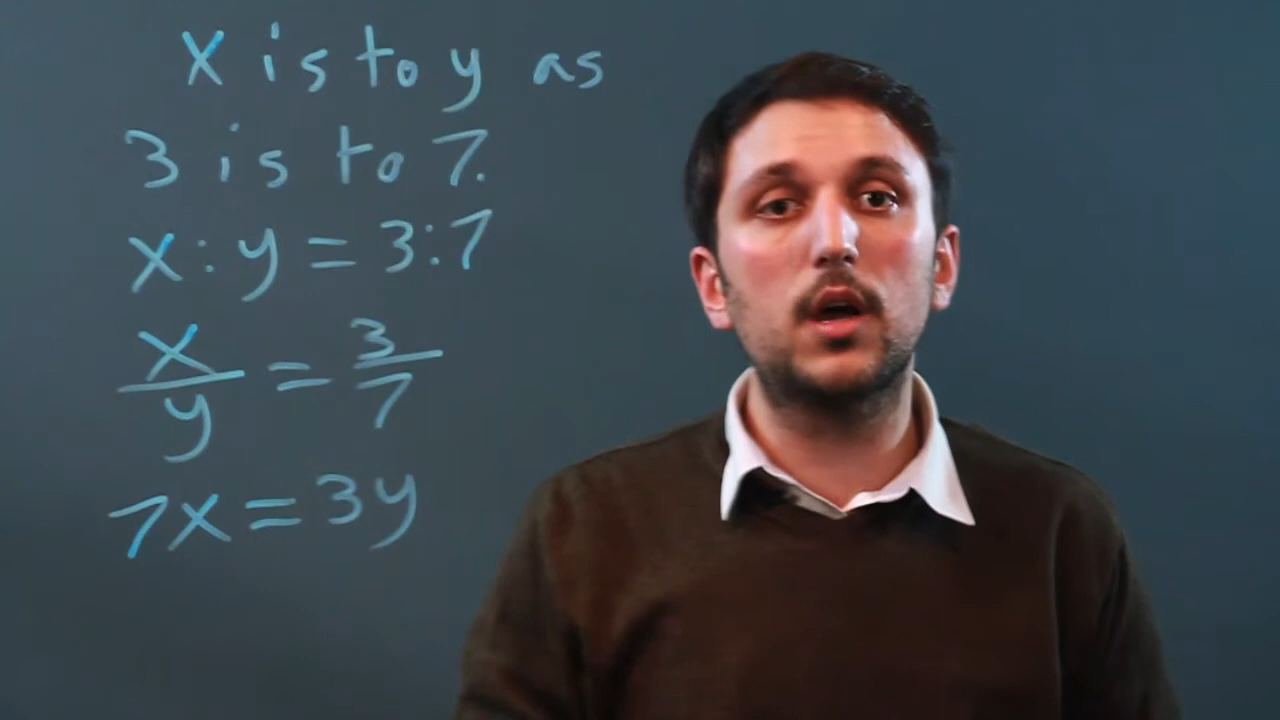 x is to y as
3 is to 7.
x : y = 3 : 7
x/y = 3/7
7x = 3y